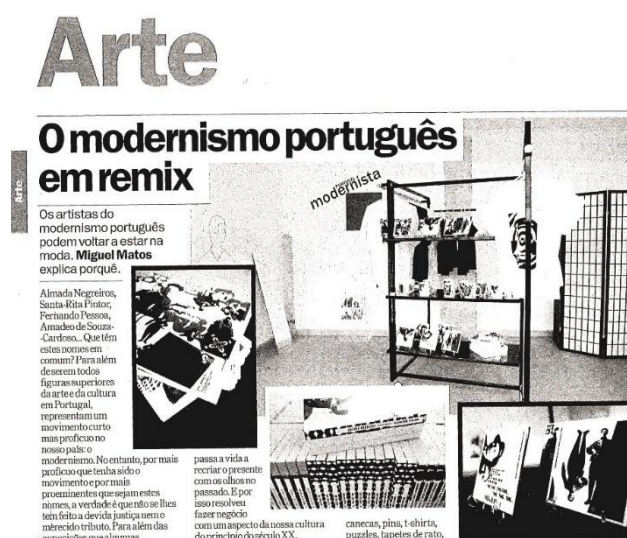 Arte
Arte
O modernismo português
em remix
Os artistas do
modernismo português
podem voltar a estar na
moda. Miguel Matos
explica porquê.
modernista
Almada Negreiros,
Santa-Rita Pintor,
Fernando Pessoa,
Amadeo de Souza-
-Cardoso... Que têm
estes nomes em
comum? Para além
de serem todos
figuras superiores
da arte e da cultura
em Portugal,
representam um
movimento curto
mas profícuo no
nosso país: o
modernismo. No entanto, por mais
profícuo que tenha sido o
movimento e por mais
proeminentes que sejam estes
nomes, a verdade é que não se lhes
tem feito a devida justiça nem o
merecido tributo. Para além das
exposições que algumas
passa a vida a
recriar o presente
com os olhos no
passado. E por
isso resolveu
fazer negócio
com um aspecto da nossa cultura
do princípio do século XX.
canecas, pins, t-shirts,
puzzles, tapetes de rato,